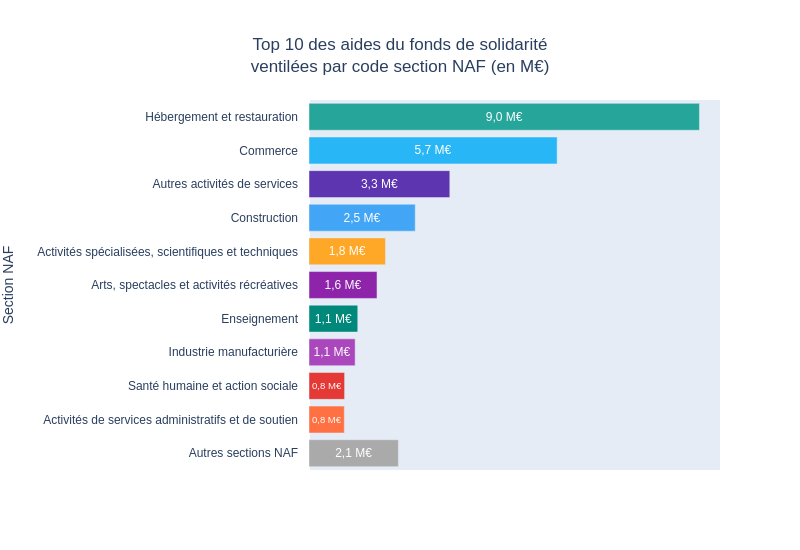 Top 10 des aides du fonds de solidarité
ventilées par code section NAF (en M€)
Section NAF
Hébergement et restauration 9,0 M€
Commerce 5,7 M€
Autres activités de services 3,3 M€
Construction 2,5 M€
Activités spécialisées, scientifiques et techniques 1,8 M€
Arts, spectacles et activités récréatives 1,6 M€
Enseignement 1,1 M€
Industrie manufacturière 1,1 M€
Santé humaine et action sociale 0,8 M€
Activités de services administratifs et de soutien 0,8 M€
Autres sections NAF 2,1 M€